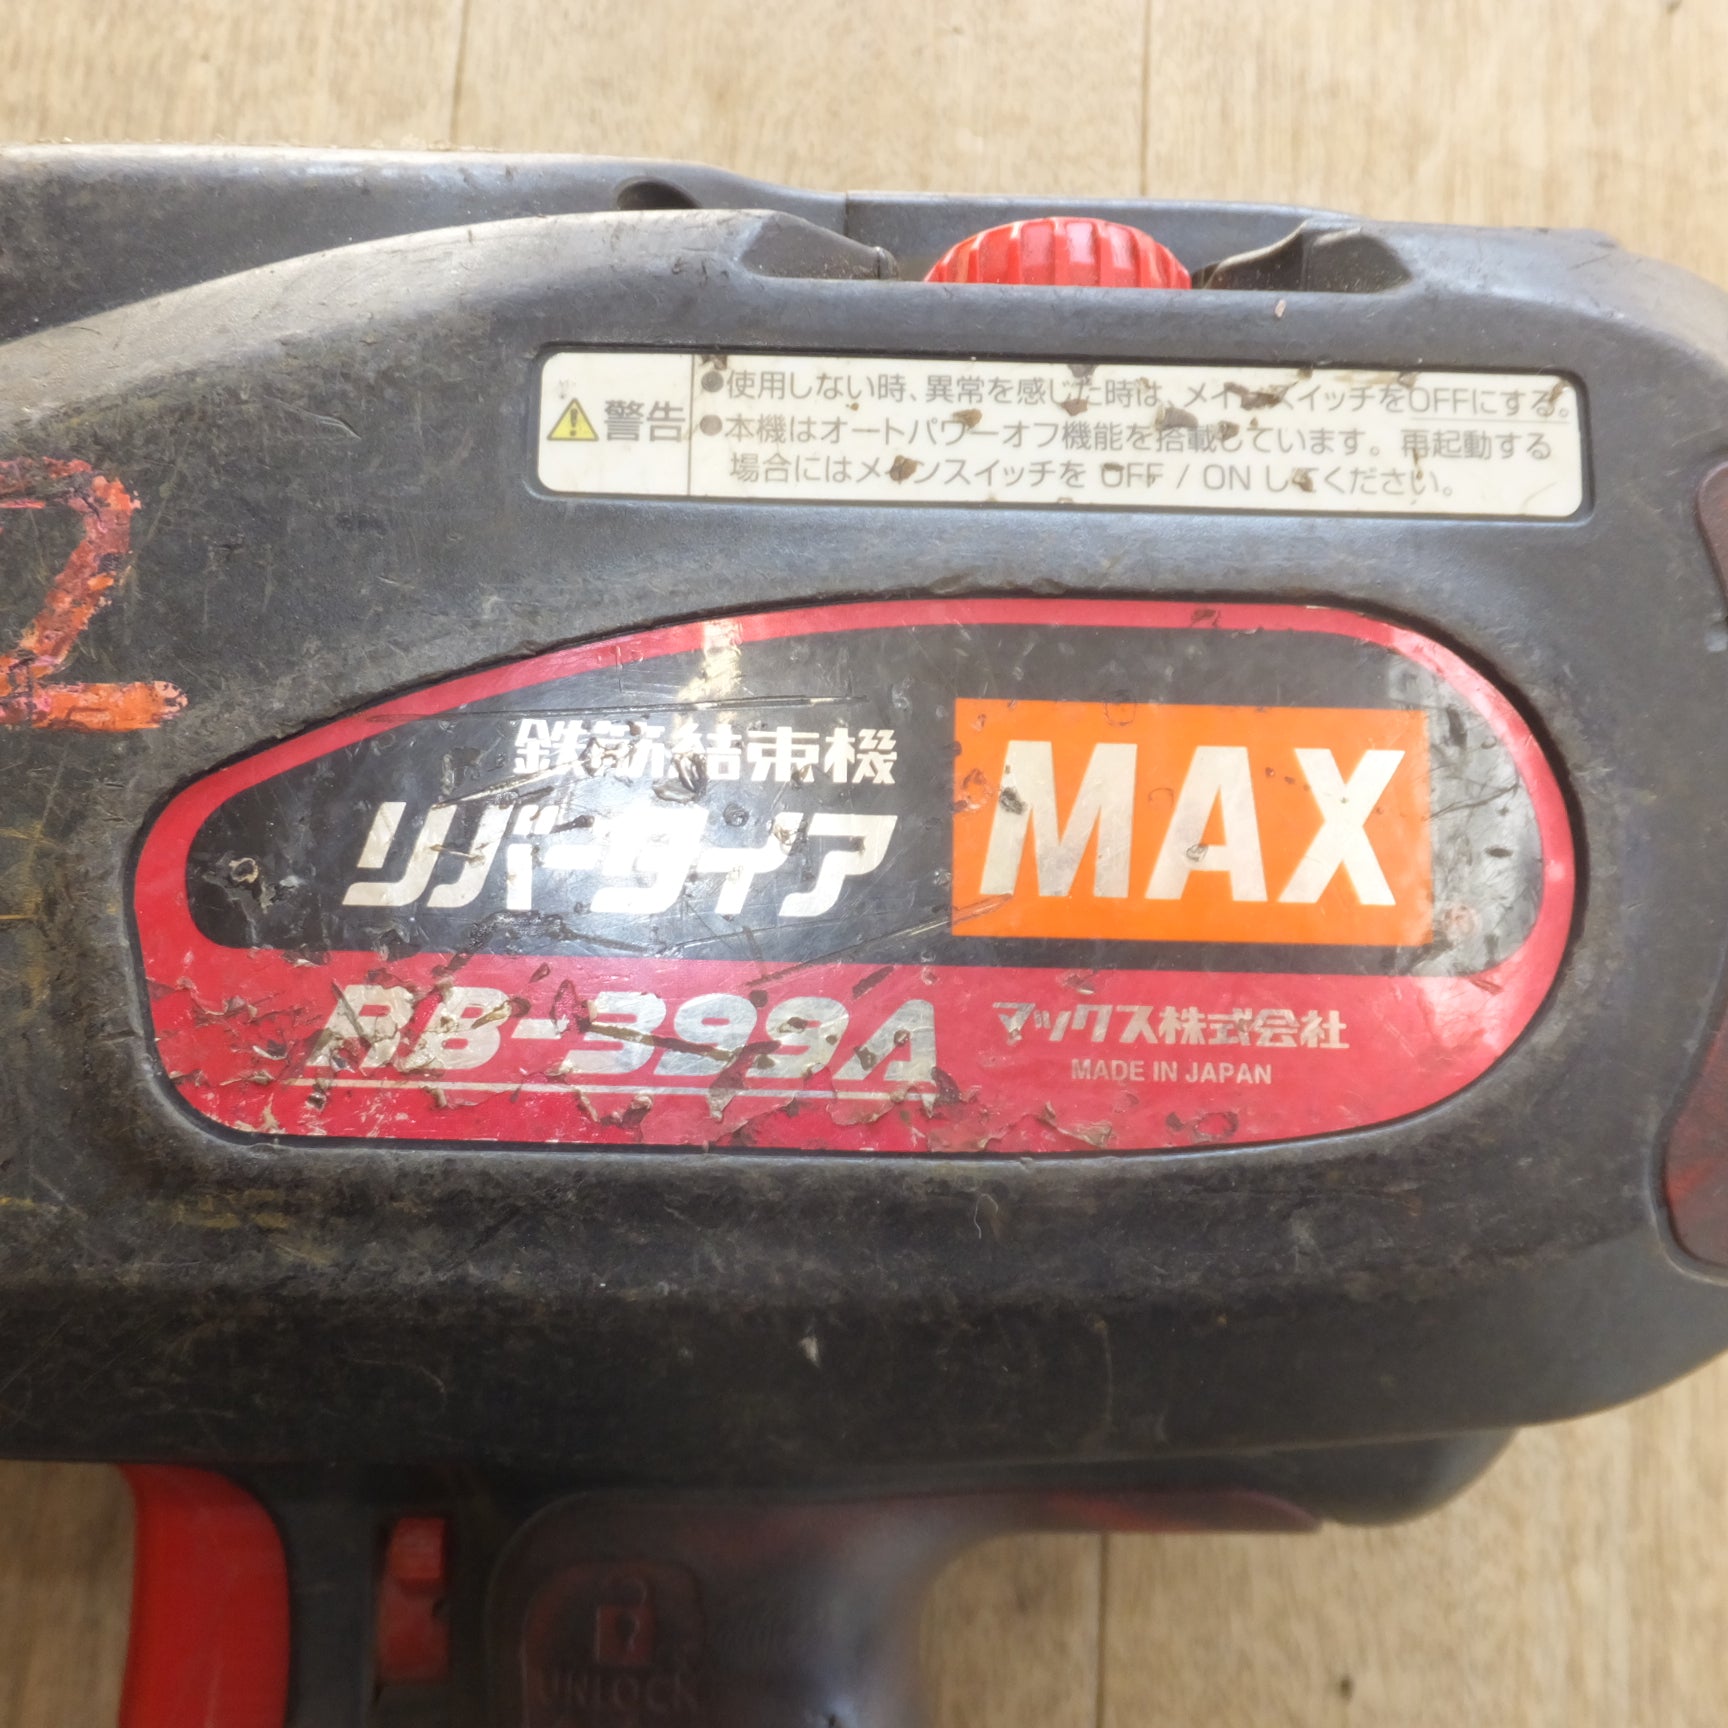 警告
●使用しない時、異常を感じた時は、メインスイッチをOFFにする。
●本機はオートパワーオフ機能を搭載しています。再起動する
場合にはメインスイッチを OFF / ON してください。
2
鉄筋結束機
リバータイア
MAX
RB-399A
マックス株式会社
MADE IN JAPAN
UNLOCK